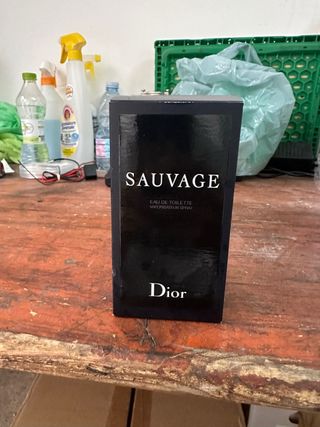 SAUVAGE
EAU DE TOILETTE
VAPORISATEUR SPRAY
Dior